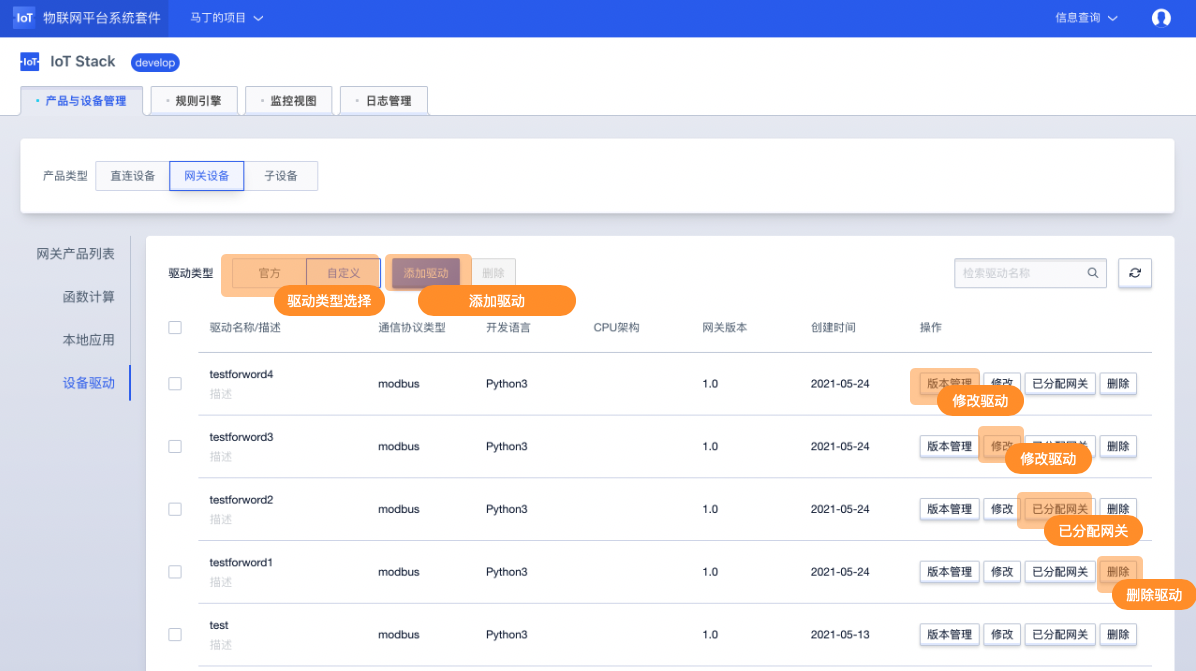 IoT 物联网平台系统套件 马丁的项目 信息查询
IoT IoT Stack develop
产品与设备管理 规则引擎 监控视图 日志管理
产品类型 直连设备 网关设备 子设备
网关产品列表
函数计算
本地应用
设备驱动
驱动类型 官方 自定义 添加驱动 删除 检索驱动名称
驱动类型选择 添加驱动
驱动名称/描述 通信协议类型 开发语言 CPU架构 网关版本 创建时间 操作
testforword4
描述
modbus Python3 1.0 2021-05-24 版本管理 修改 已分配网关 删除
修改驱动
testforword3
描述
modbus Python3 1.0 2021-05-24 版本管理 修改 已分配网关 删除
修改驱动
testforword2
描述
modbus Python3 1.0 2021-05-24 版本管理 修改 已分配网关 删除
已分配网关
testforword1
描述
modbus Python3 1.0 2021-05-24 版本管理 修改 已分配网关 删除
删除驱动
test
描述
modbus Python3 1.0 2021-05-13 版本管理 修改 已分配网关 删除